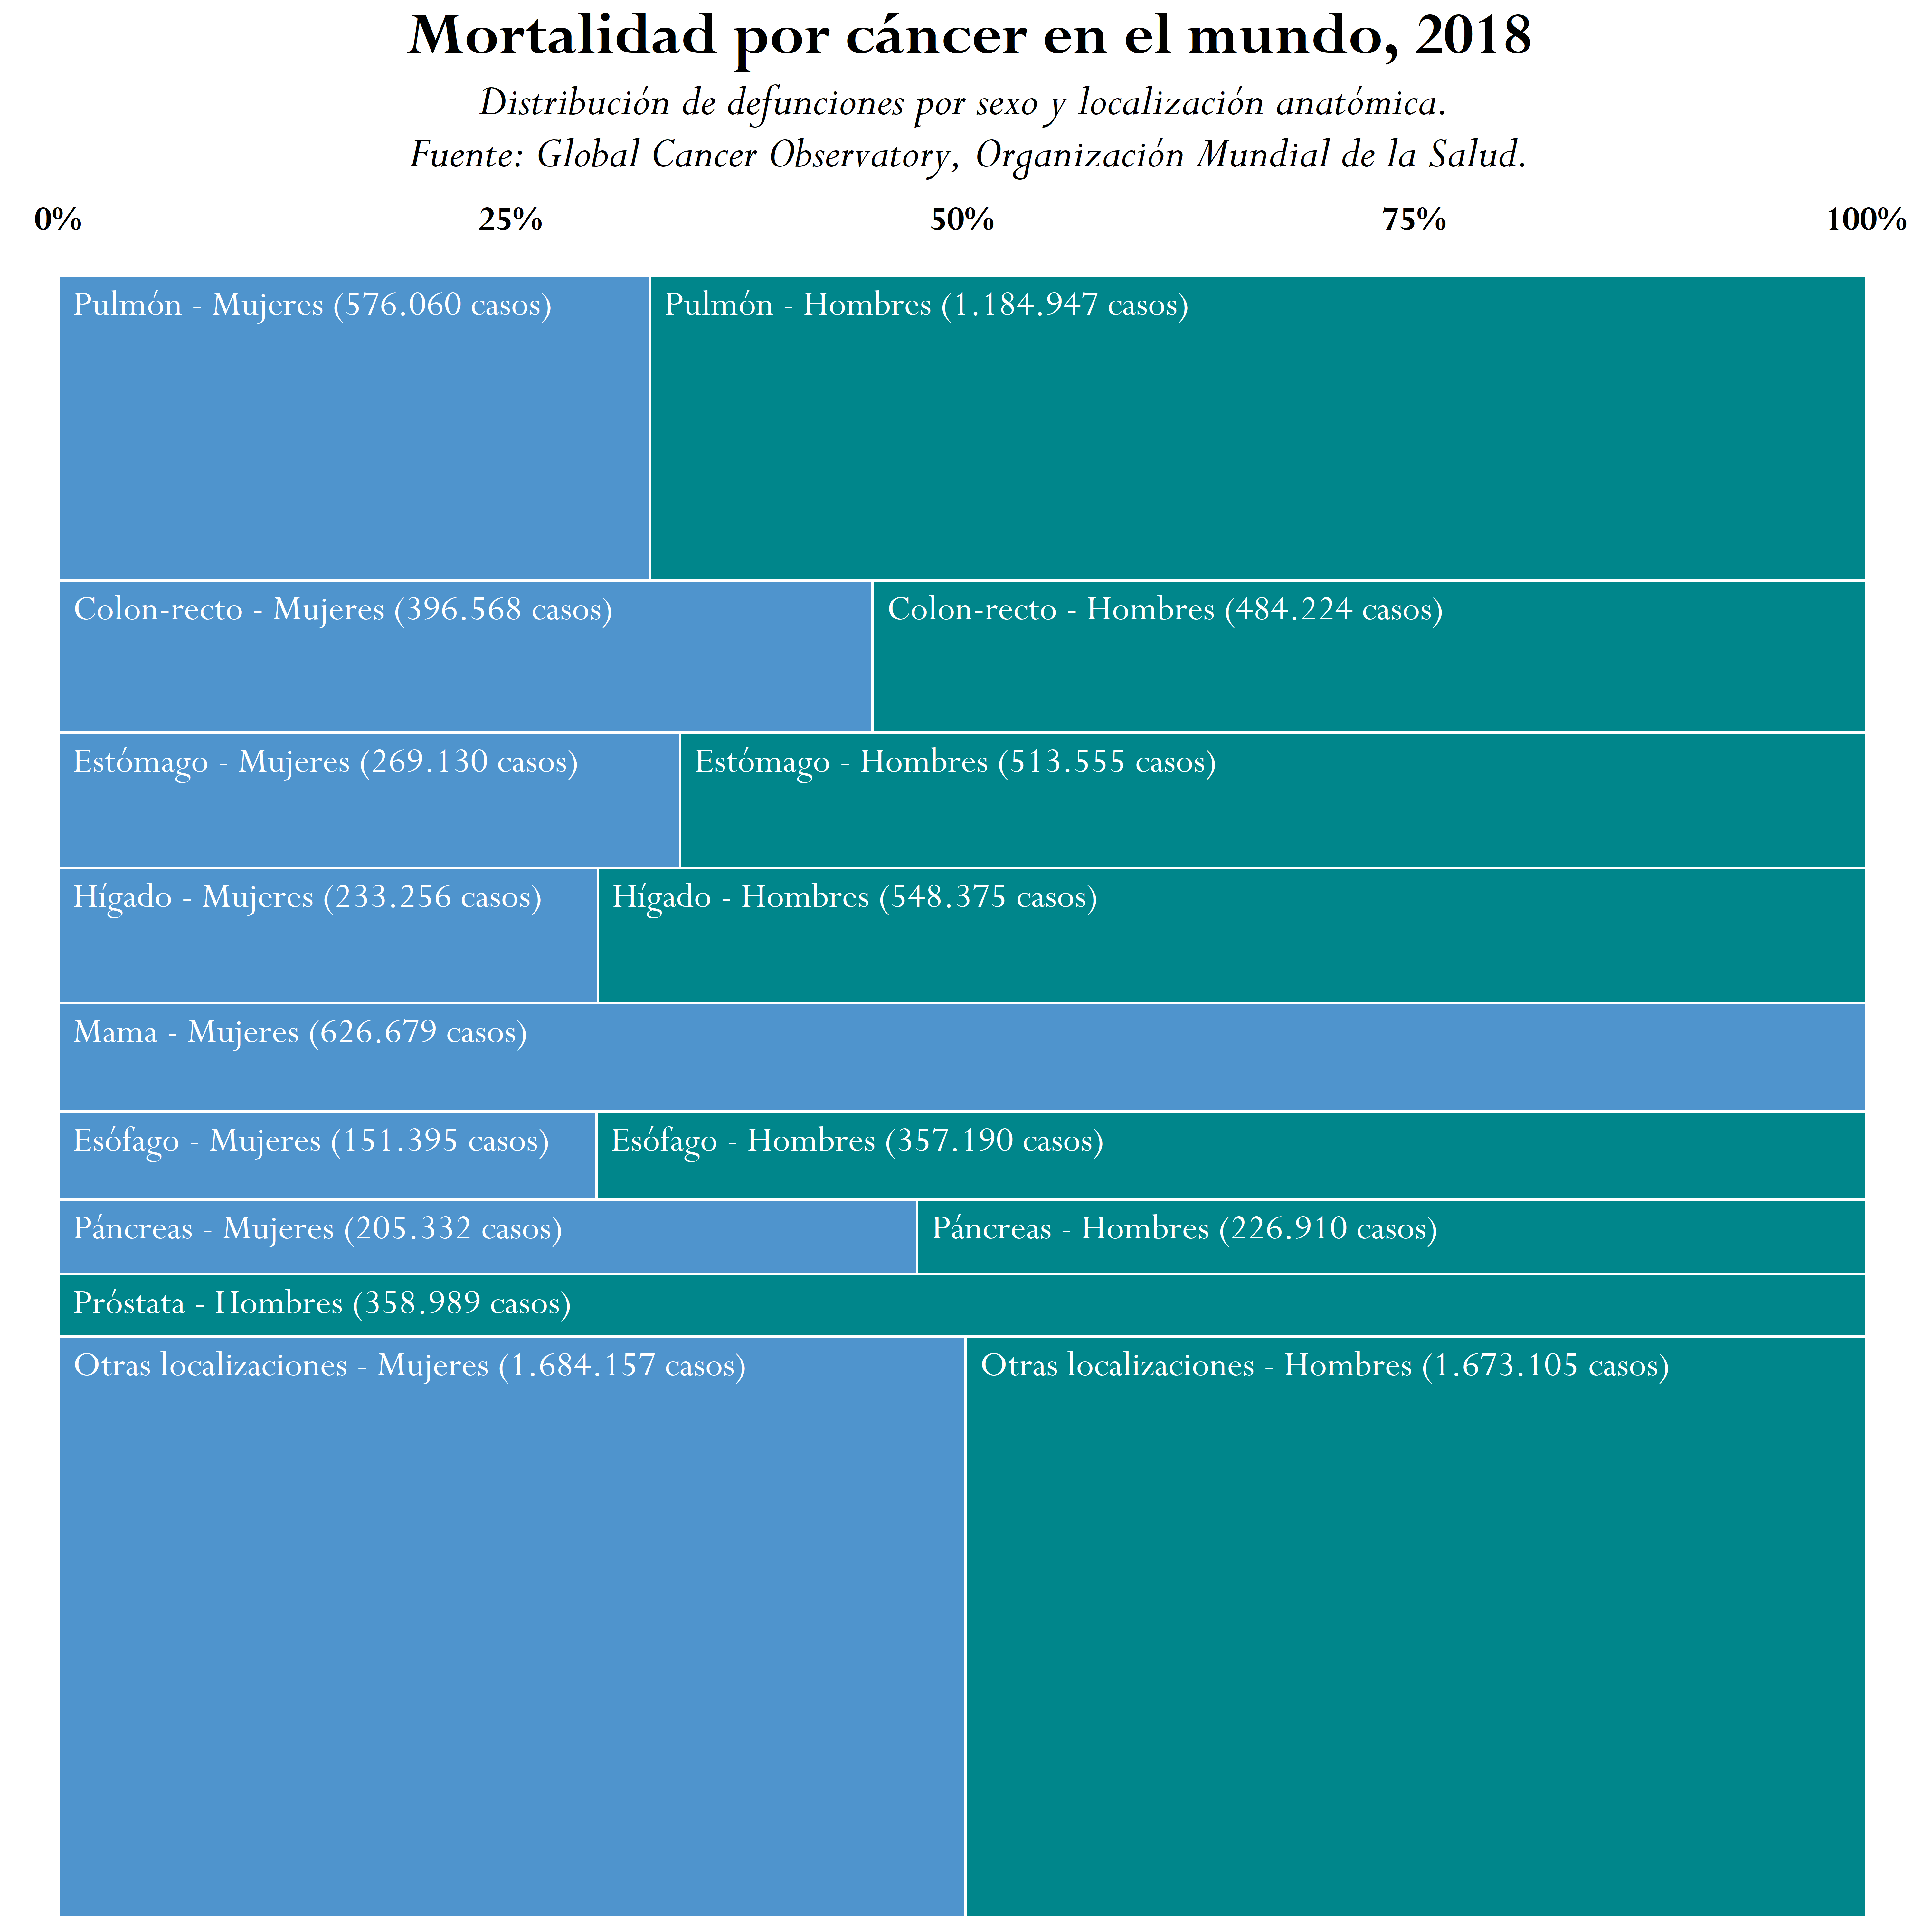 Mortalidad por cáncer en el mundo, 2018
Distribución de defunciones por sexo y localización anatómica.
Fuente: Global Cancer Observatory, Organización Mundial de la Salud.
0% 25% 50% 75% 100%
Pulmón - Mujeres (576.060 casos) Pulmón - Hombres (1.184.947 casos)
Colon-recto - Mujeres (396.568 casos) Colon-recto - Hombres (484.224 casos)
Estómago - Mujeres (269.130 casos) Estómago - Hombres (513.555 casos)
Hígado - Mujeres (233.256 casos) Hígado - Hombres (548.375 casos)
Mama - Mujeres (626.679 casos)
Esófago - Mujeres (151.395 casos) Esófago - Hombres (357.190 casos)
Páncreas - Mujeres (205.332 casos) Páncreas - Hombres (226.910 casos)
Próstata - Hombres (358.989 casos)
Otras localizaciones - Mujeres (1.684.157 casos) Otras localizaciones - Hombres (1.673.105 casos)